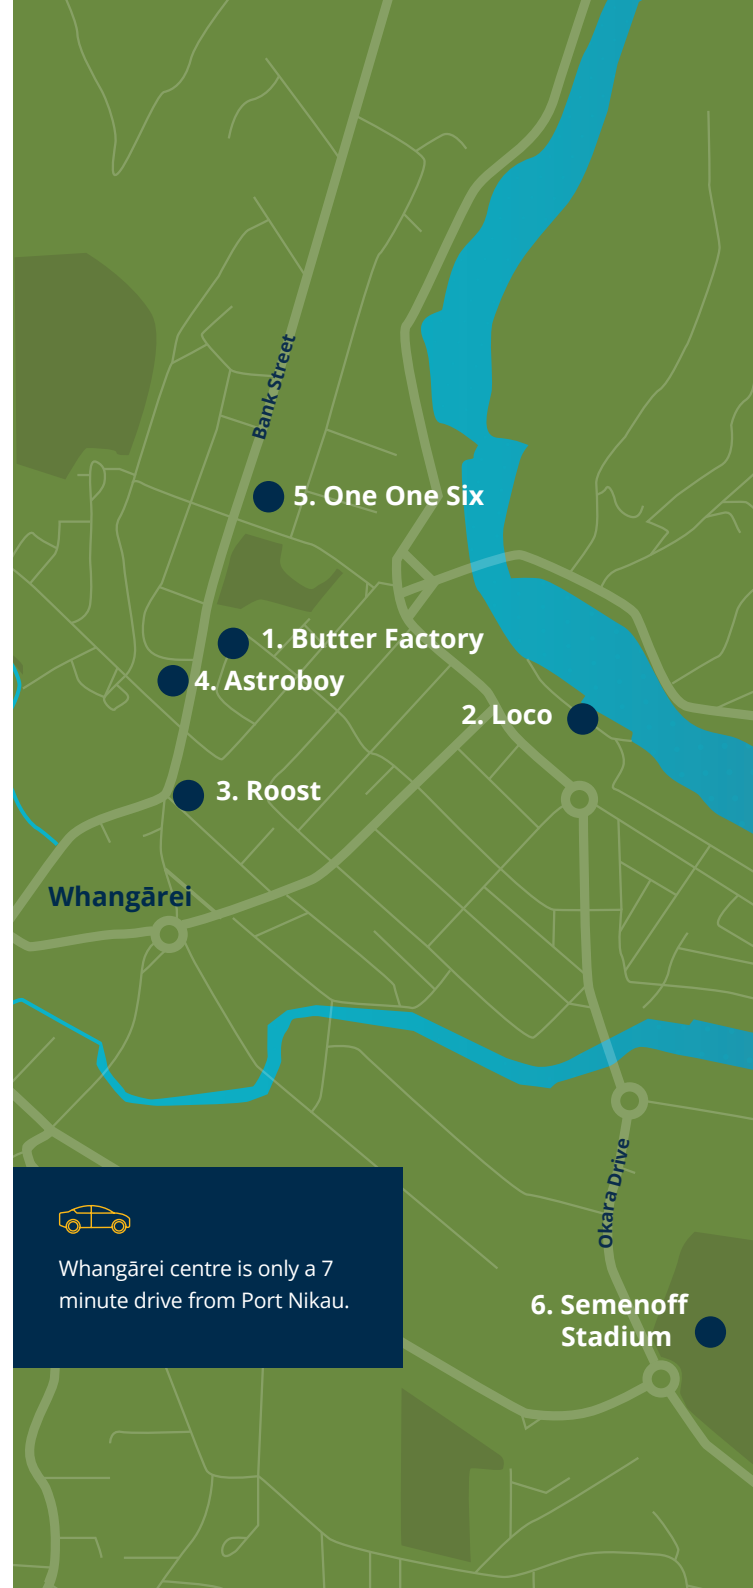 Bank Street
5. One One Six
1. Butter Factory
4. Astroboy
2. Loco
3. Roost
Whangārei
Okara Drive
Whangārei centre is only a 7
minute drive from Port Nikau.
6. Semenoff
Stadium